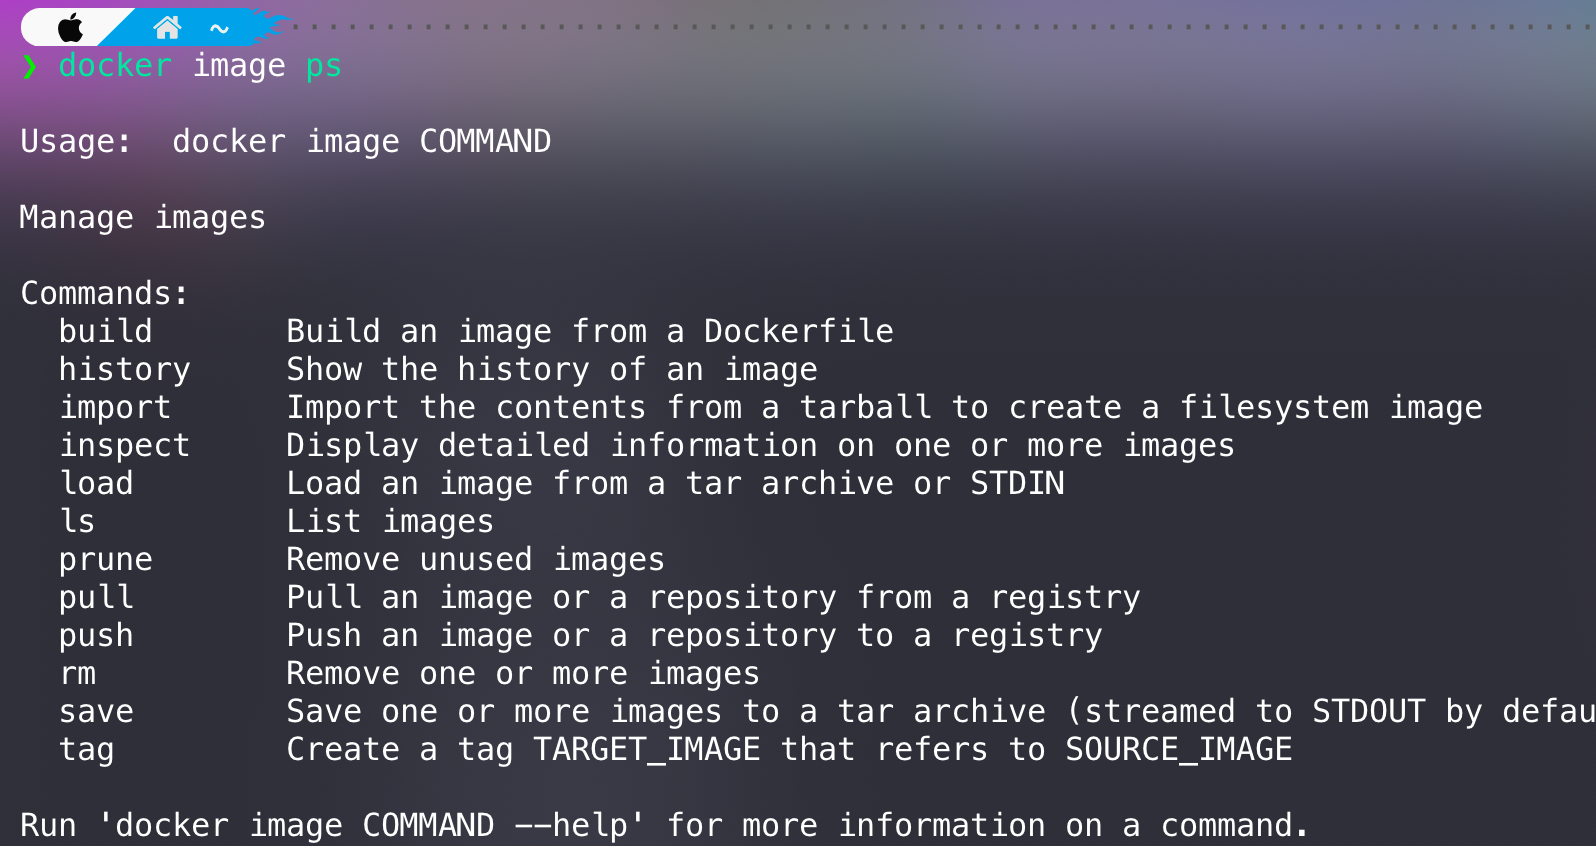 ~
❯ docker image ps
Usage:  docker image COMMAND
Manage images
Commands:
  build       Build an image from a Dockerfile
  history     Show the history of an image
  import      Import the contents from a tarball to create a filesystem image
  inspect     Display detailed information on one or more images
  load        Load an image from a tar archive or STDIN
  ls          List images
  prune       Remove unused images
  pull        Pull an image or a repository from a registry
  push        Push an image or a repository to a registry
  rm          Remove one or more images
  save        Save one or more images to a tar archive (streamed to STDOUT by defau
  tag         Create a tag TARGET_IMAGE that refers to SOURCE_IMAGE
Run 'docker image COMMAND --help' for more information on a command.